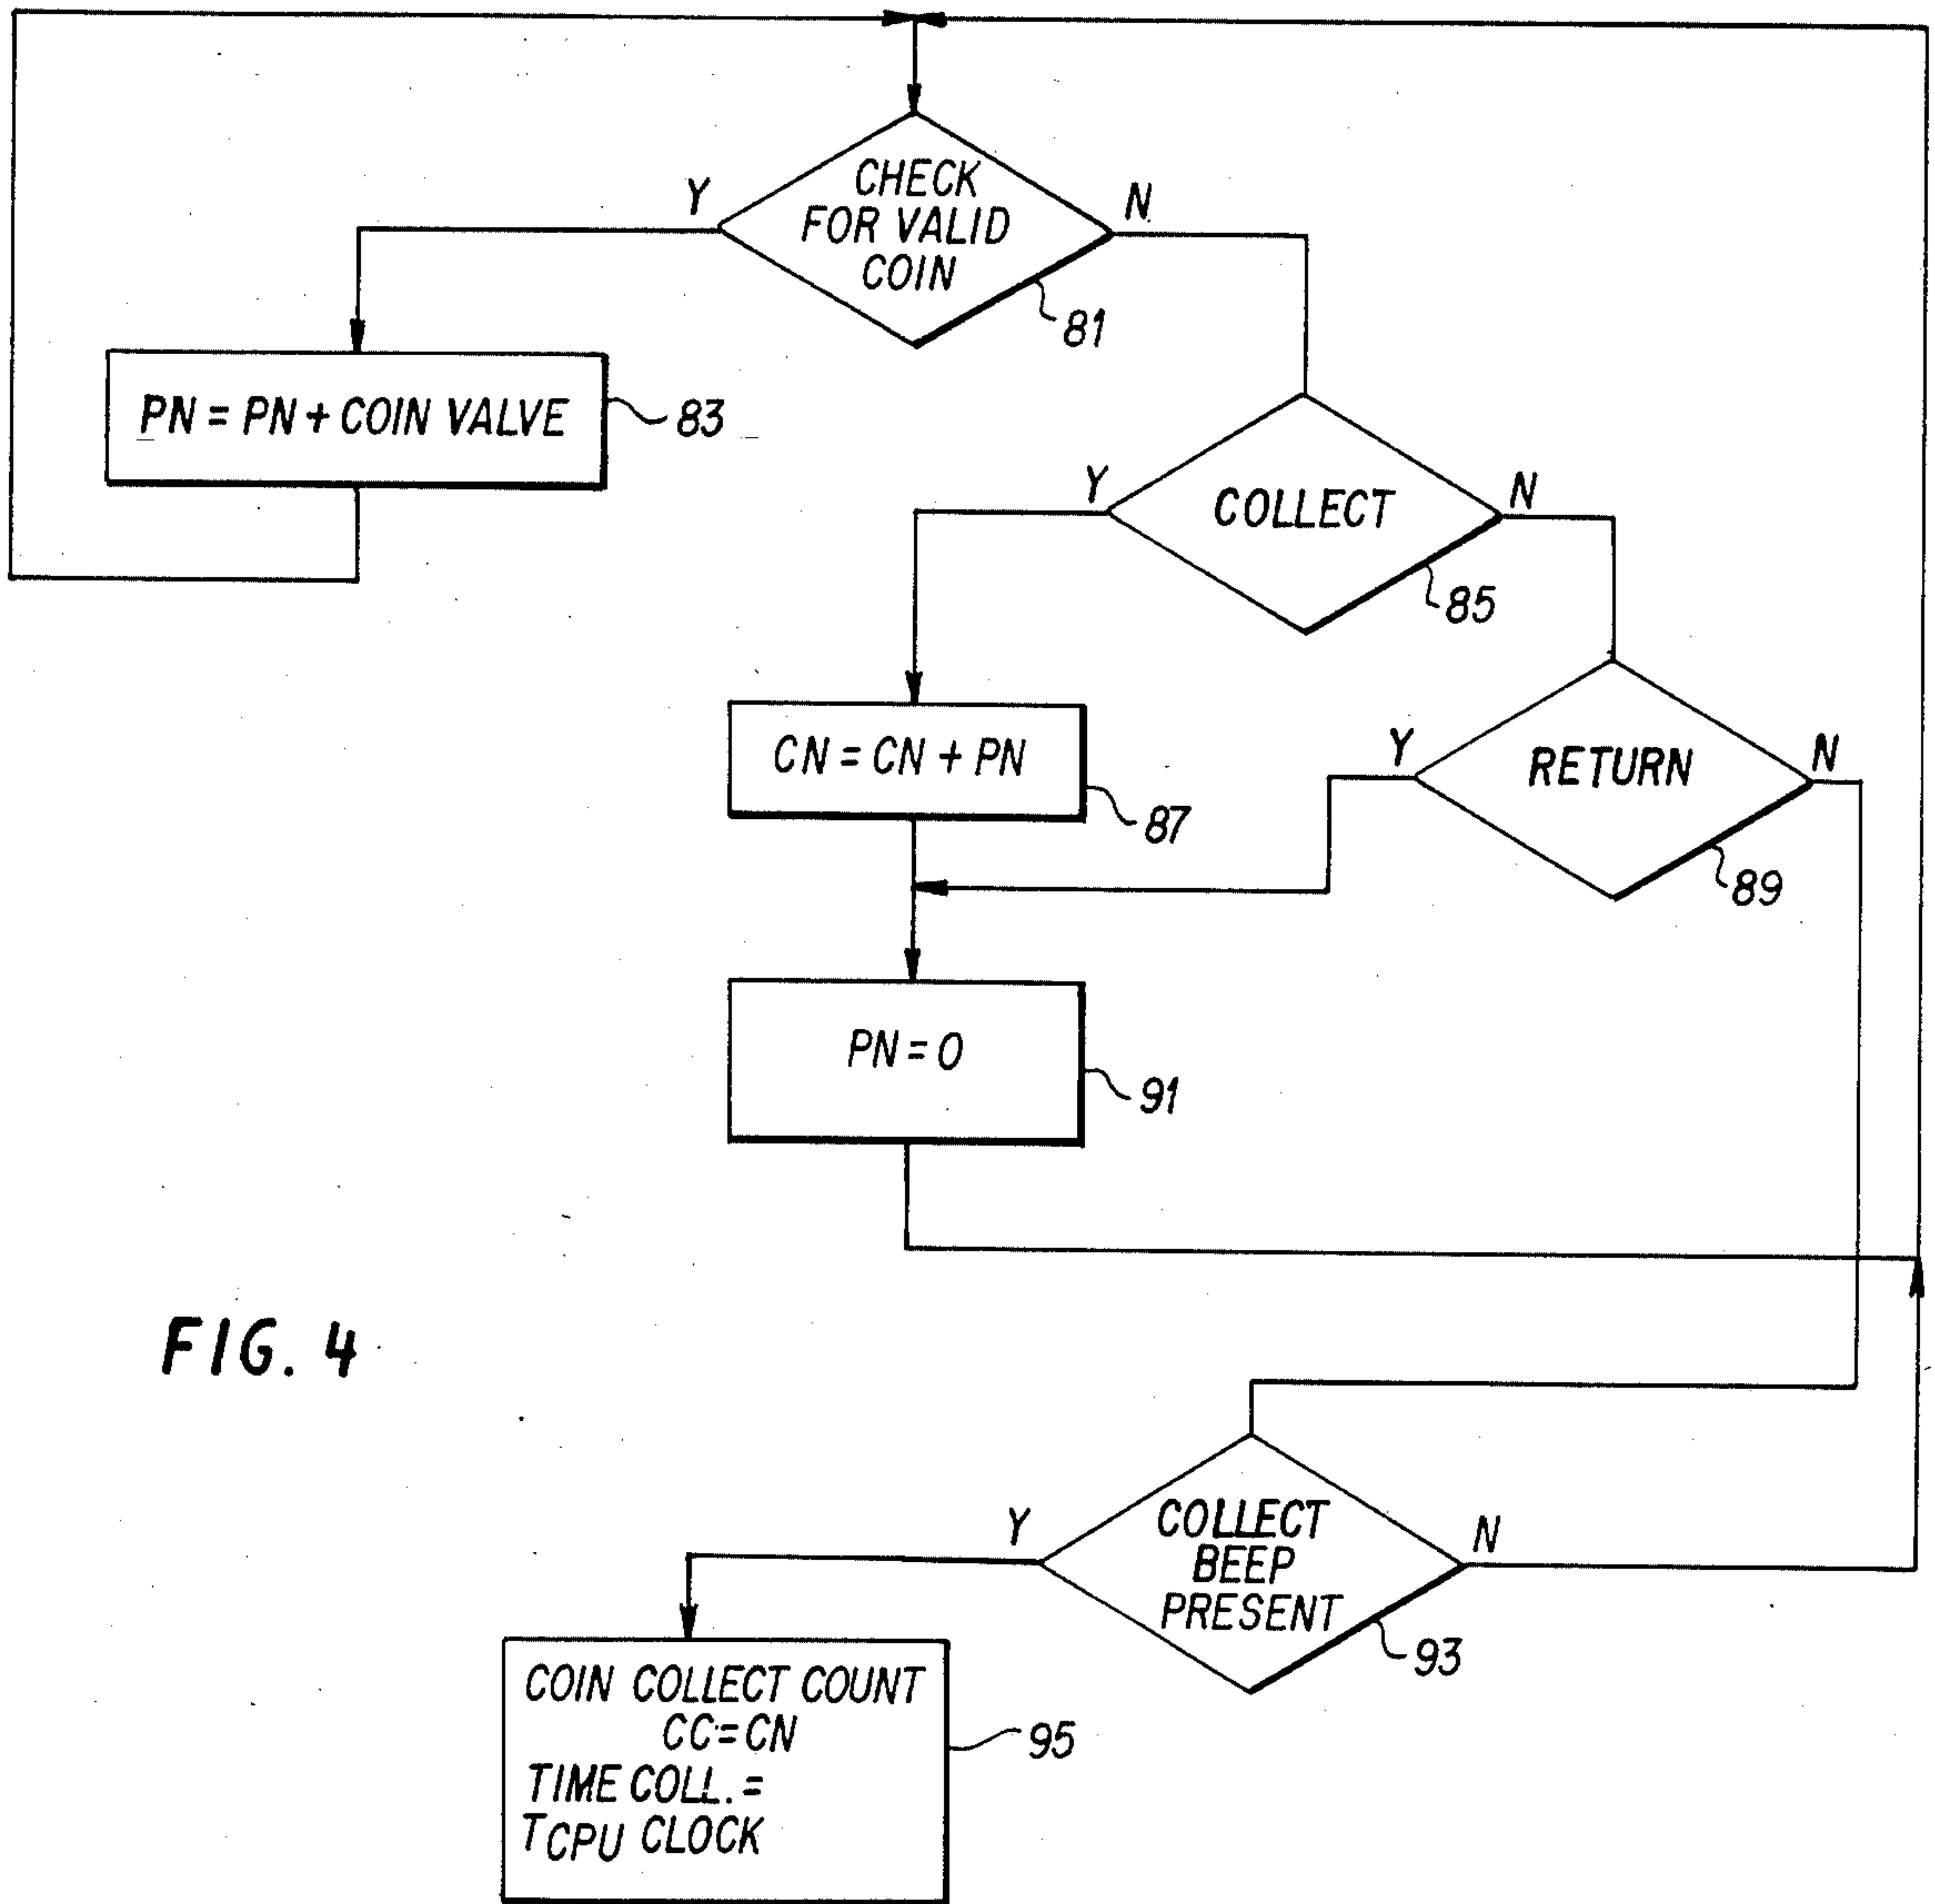 Y
CHECK
FOR VALID
COIN
N
81
PN = PN + COIN VALVE
83
Y
COLLECT
N
85
CN = CN + PN
87
Y
RETURN
N
89
PN = 0
91
FIG. 4
Y
COLLECT
BEEP
PRESENT
N
93
COIN COLLECT COUNT
CC = CN
TIME COLL. =
TCPU CLOCK
95